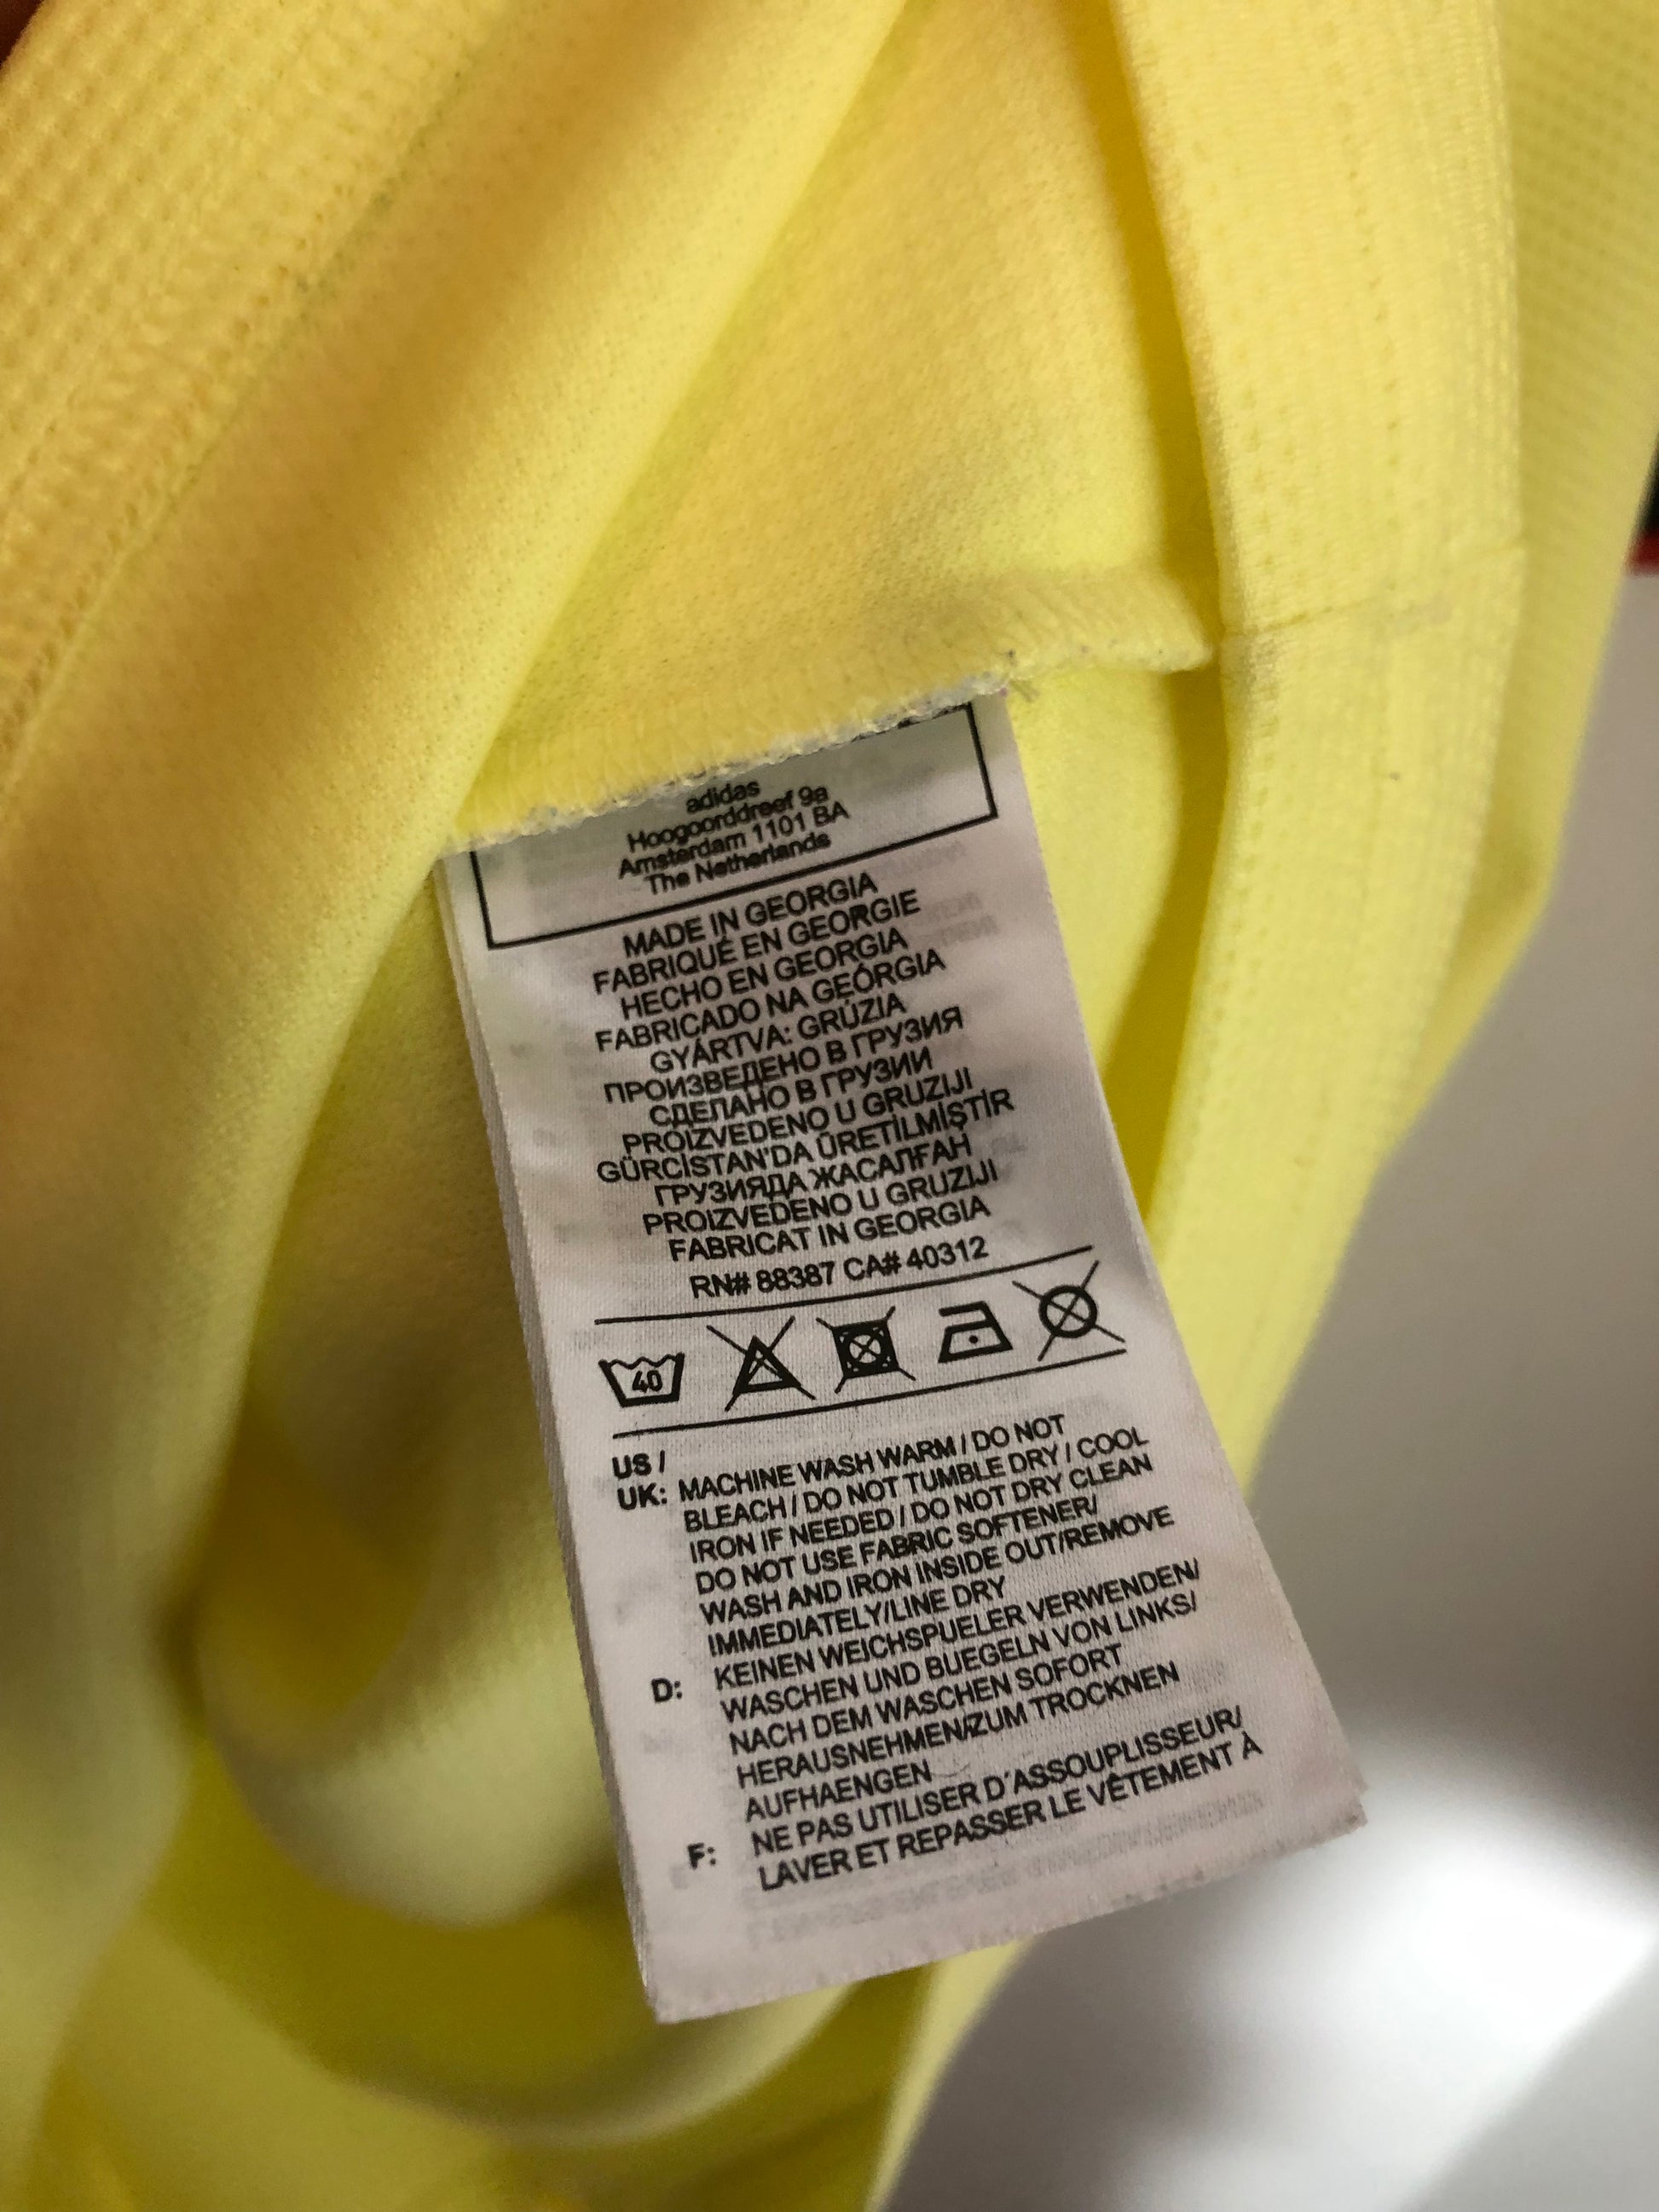 adidas
Hoogoorddreef 9a
Amsterdam 1101 BA
The Netherlands
MADE IN GEORGIA
FABRIQUÉ EN GEORGIE
HECHO EN GEORGIA
FABRICADO NA GEÓRGIA
GYÁRTVA: GRÚZIA
ПРОИЗВЕДЕНО В ГРУЗИЯ
СДЕЛАНО В ГРУЗИИ
PROIZVEDENO U GRUZIJI
GÜRCİSTAN'DA ÜRETİLMİŞTİR
ГРУЗИЯДА ЖАСАЛҒАН
PROIZVEDENO U GRUZIJI
FABRICAT IN GEORGIA
RN# 88387 CA# 40312
40
US /
UK: MACHINE WASH WARM / DO NOT
BLEACH / DO NOT TUMBLE DRY / COOL
IRON IF NEEDED / DO NOT DRY CLEAN
DO NOT USE FABRIC SOFTENER/
WASH AND IRON INSIDE OUT/REMOVE
IMMEDIATELY/LINE DRY
D: KEINEN WEICHSPUELER VERWENDEN/
WASCHEN UND BUEGELN VON LINKS/
NACH DEM WASCHEN SOFORT
HERAUSNEHMEN/ZUM TROCKNEN
AUFHAENGEN
F: NE PAS UTILISER D'ASSOUPLISSEUR/
LAVER ET REPASSER LE VÊTEMENT À